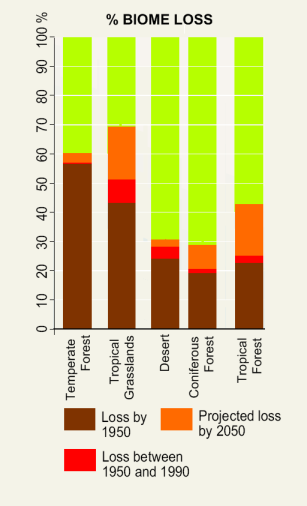 % BIOME LOSS
%
100
90
80
70
60
50
40
30
20
10
0
Temperate
Forest
Tropical
Grasslands
Desert
Coniferous
Forest
Tropical
Forest
Loss by
1950
Projected loss
by 2050
Loss between
1950 and 1990